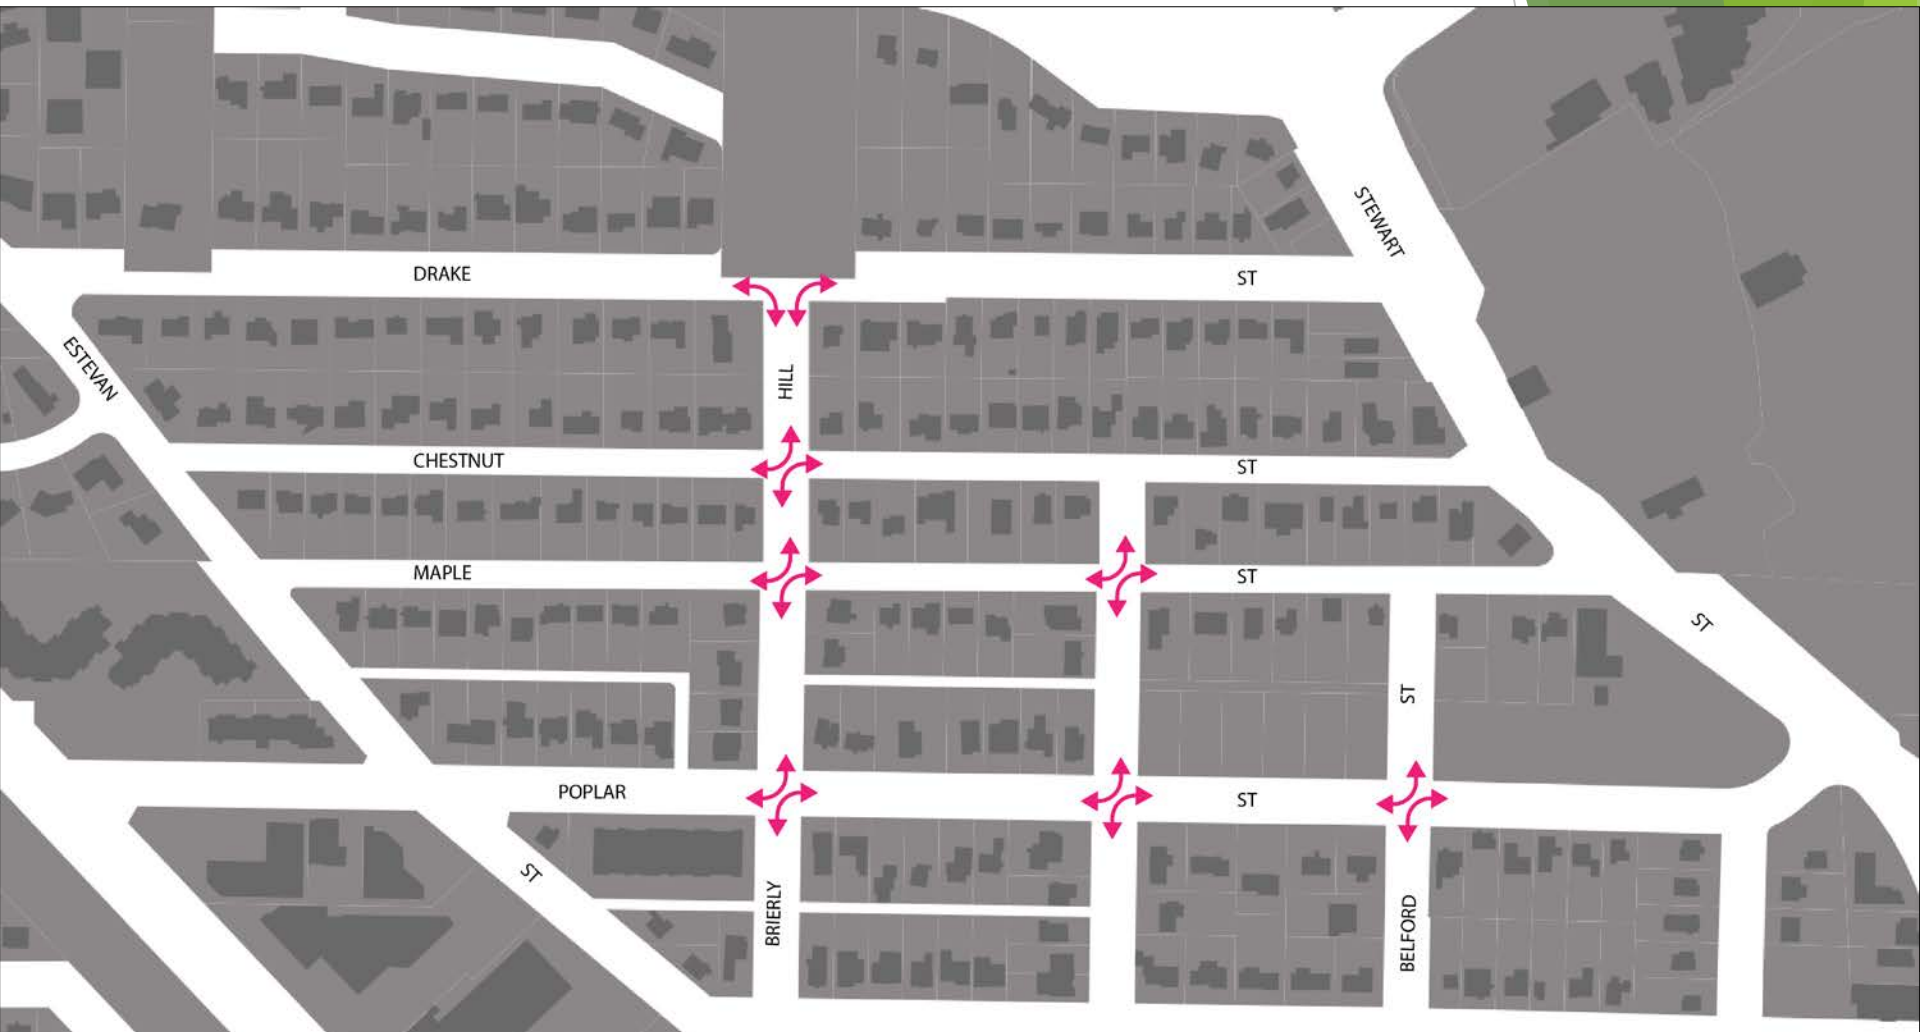 STEWART
DRAKE
ST
ESTEVAN
HILL
CHESTNUT
ST
MAPLE
ST
ST
ST
POPLAR
ST
ST
BRIERLY
BELFORD